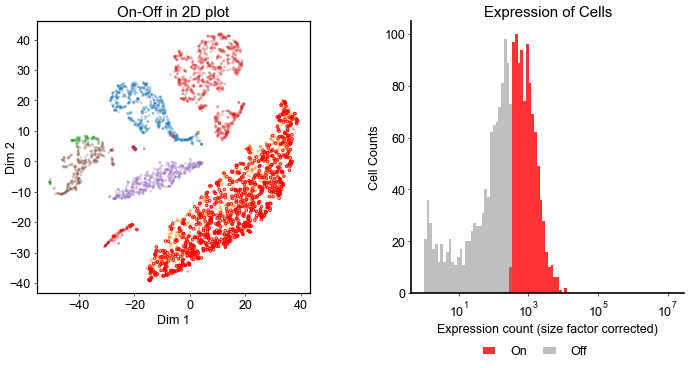 On-Off in 2D plot
40
30
20
10
0
−10
−20
−30
−40
Dim 2
−40 −20 0 20 40
Dim 1
Expression of Cells
100
80
60
40
20
0
Cell Counts
10^1 10^3 10^5 10^7
Expression count (size factor corrected)
On Off